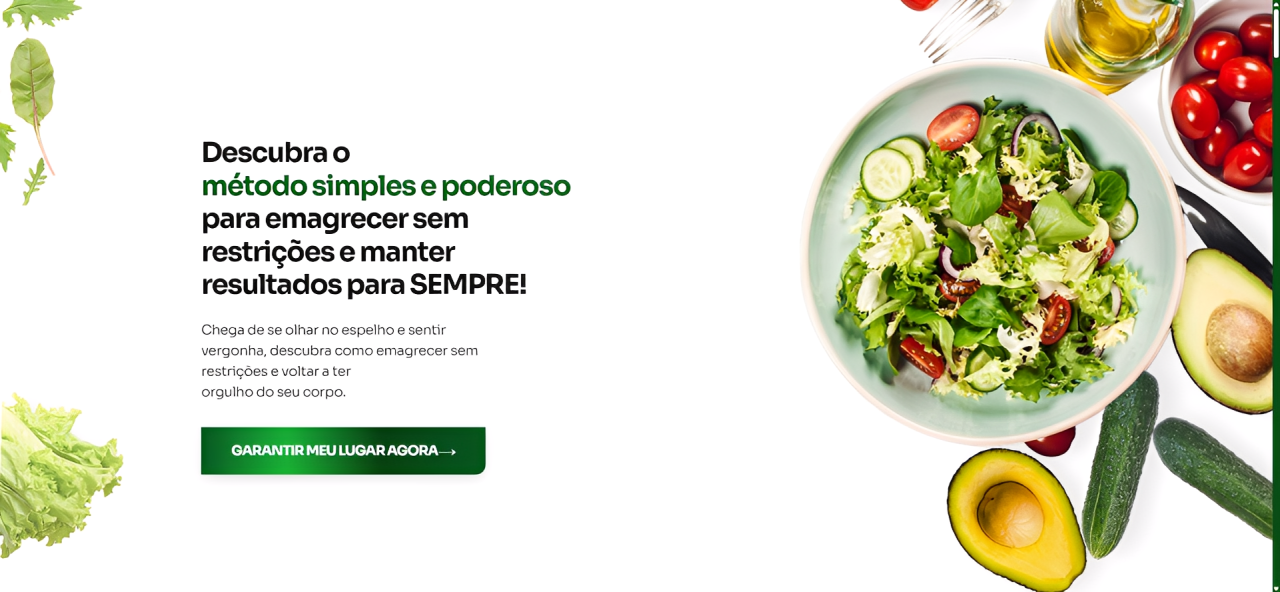 Descubra o
método simples e poderoso
para emagrecer sem
restrições e manter
resultados para SEMPRE!
Chega de se olhar no espelho e sentir
vergonha, descubra como emagrecer sem
restrições e voltar a ter
orgulho do seu corpo.
GARANTIR MEU LUGAR AGORA→